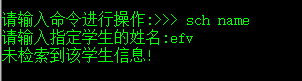 请输入命令进行操作:>>> sch name
请输入指定学生的姓名:efv
未检索到该学生信息!